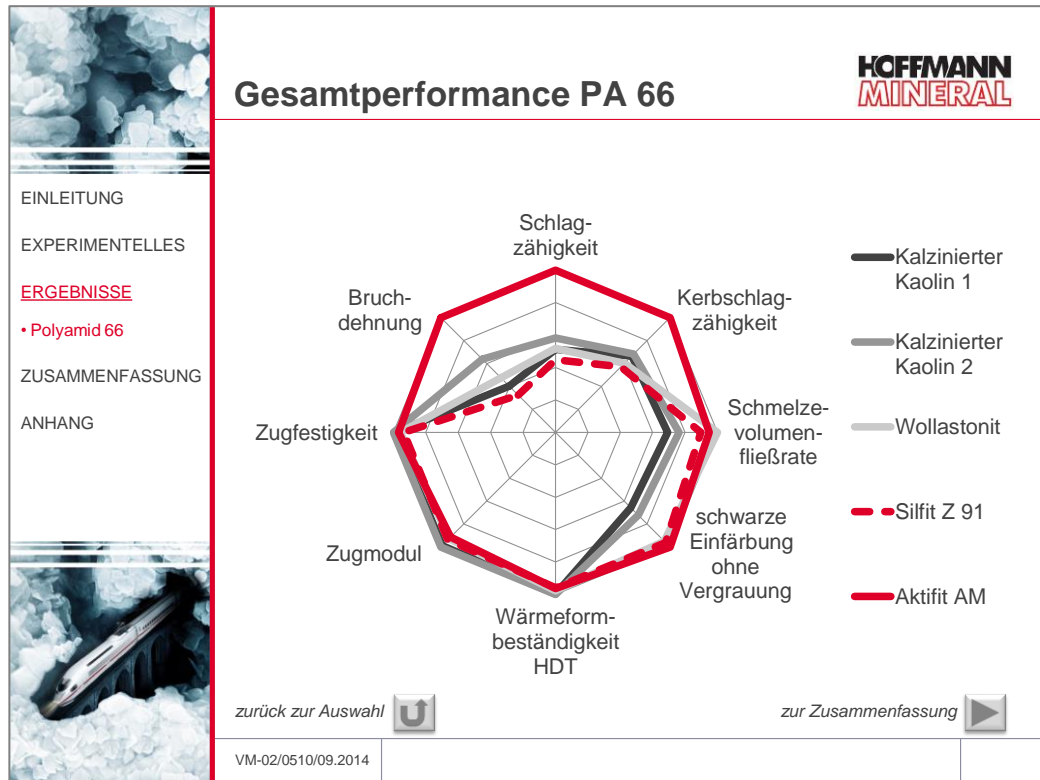 Gesamtperformance PA 66
HOFFMANN
MINERAL
EINLEITUNG
EXPERIMENTELLES
ERGEBNISSE
• Polyamid 66
ZUSAMMENFASSUNG
ANHANG
Schlag-
zähigkeit
Kerbschlag-
zähigkeit
Schmelze-
volumen-
fließrate
schwarze
Einfärbung
ohne
Vergrauung
Wärmeform-
beständigkeit
HDT
Zugmodul
Zugfestigkeit
Bruch-
dehnung
Kalzinierter
Kaolin 1
Kalzinierter
Kaolin 2
Wollastonit
Silfit Z 91
Aktifit AM
zurück zur Auswahl
zur Zusammenfassung
VM-02/0510/09.2014